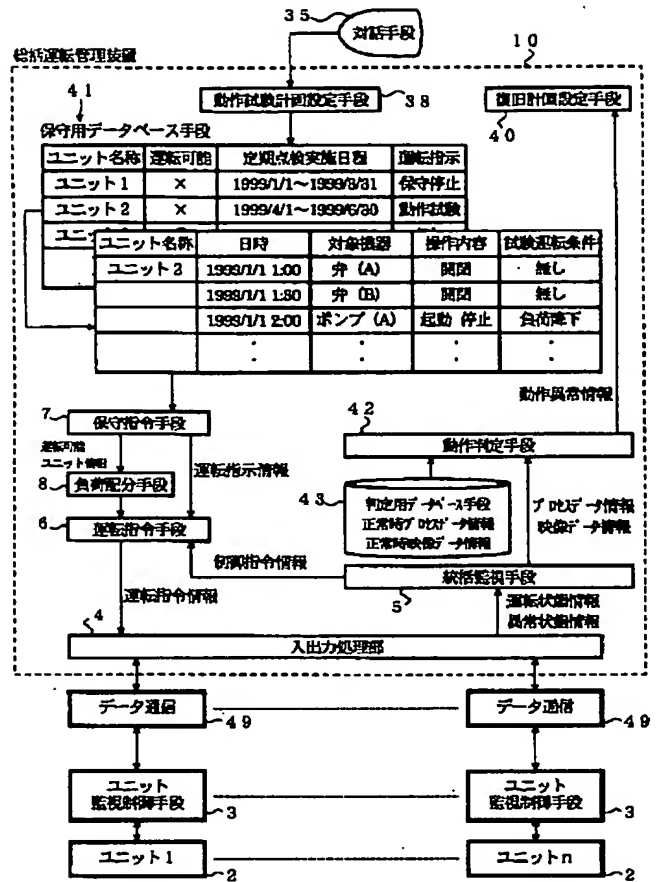 35
対話手段
総括運転管理装置
10
41
動作試験計画設定手段
38
復旧計画設定手段
40
保守用データベース手段
ユニット名称 運転可能 定期点検実施日程 運転指示
ユニット1 × 1999/1/1~1999/3/31 保守停止
ユニット2 × 1999/4/1~1999/6/30 動作試験
ユニット名称 日時 対象機器 操作内容 試験運転条件
ユニット2 1999/1/1 1:00 弁(A) 開閉 無し
1999/1/1 1:30 弁(B) 開閉 無し
1999/1/1 2:00 ポンプ(A) 起動 停止 負荷降下
: : : :
動作異常情報
7
保守指令手段
42
動作判定手段
運転可能
ユニット情報
運転指示情報
8
負荷配分手段
43
判定用データベース手段
正常時プロセスデータ情報
正常時映像データ情報
プロセスデータ情報
映像データ情報
6
運転指令手段
制御指令情報
統括監視手段
5
運転指令情報
運転状態情報
異常状態情報
4
入出力処理部
データ通信
49
データ通信
49
ユニット
監視制御手段
3
ユニット
監視制御手段
3
ユニット1
2
ユニットn
2